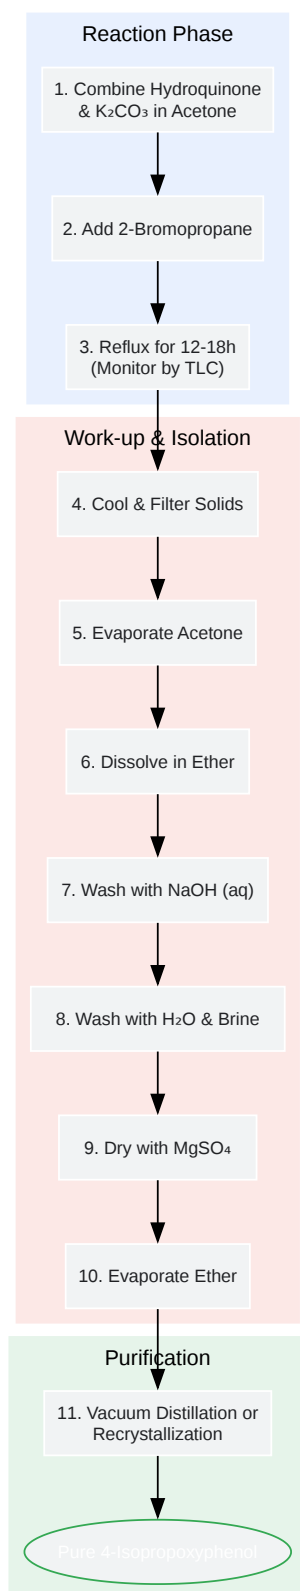 Reaction Phase
1. Combine Hydroquinone
& K₂CO₃ in Acetone
2. Add 2-Bromopropane
3. Reflux for 12-18h
(Monitor by TLC)
Work-up & Isolation
4. Cool & Filter Solids
5. Evaporate Acetone
6. Dissolve in Ether
7. Wash with NaOH (aq)
8. Wash with H₂O & Brine
9. Dry with MgSO₄
10. Evaporate Ether
Purification
11. Vacuum Distillation or
Recrystallization
Pure 4-Isopropoxyphenol